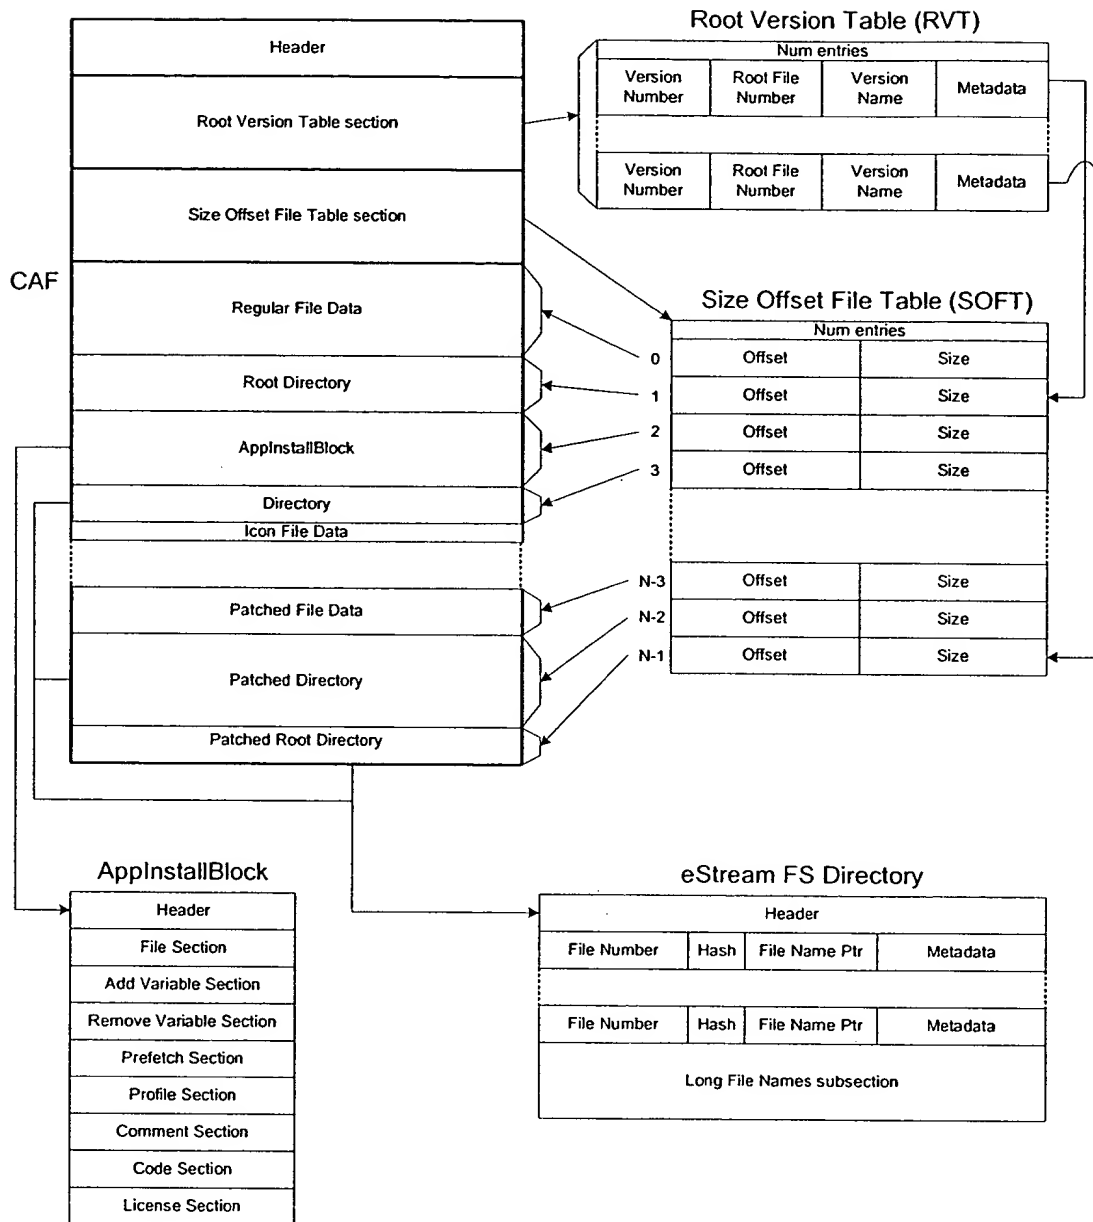 CAF
Header
Root Version Table section
Size Offset File Table section
Regular File Data
Root Directory
AppInstallBlock
Directory
Icon File Data
Patched File Data
Patched Directory
Patched Root Directory
Root Version Table (RVT)
Num entries
Version Number
Root File Number
Version Name
Metadata
Version Number
Root File Number
Version Name
Metadata
Size Offset File Table (SOFT)
Num entries
0 Offset Size
1 Offset Size
2 Offset Size
3 Offset Size
N-3 Offset Size
N-2 Offset Size
N-1 Offset Size
AppInstallBlock
Header
File Section
Add Variable Section
Remove Variable Section
Prefetch Section
Profile Section
Comment Section
Code Section
License Section
eStream FS Directory
Header
File Number Hash File Name Ptr Metadata
File Number Hash File Name Ptr Metadata
Long File Names subsection